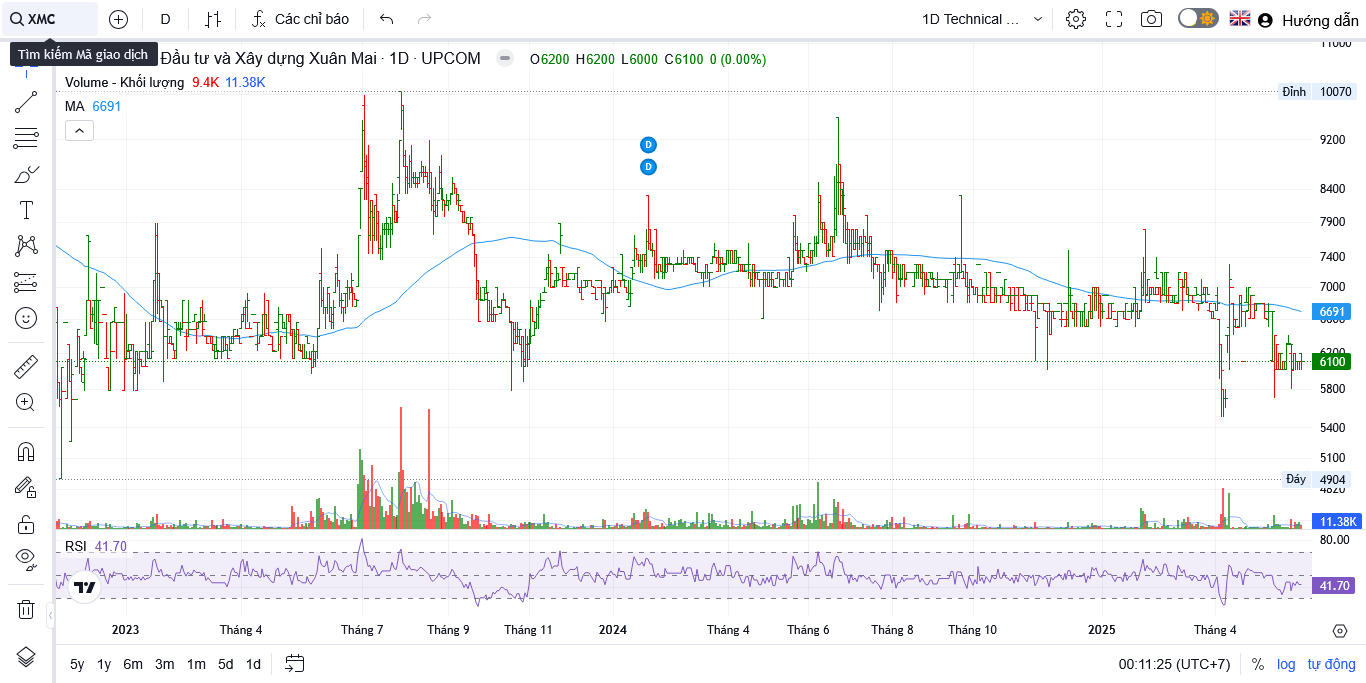 XMC D Các chỉ báo 1D Technical ... Hướng dẫn
Tìm kiếm Mã giao dịch Đầu tư và Xây dựng Xuân Mai · 1D · UPCOM O6200 H6200 L6000 C6100 0 (0.00%)
Volume - Khối lượng 9.4K 11.38K
MA 6691
D
D
11000
Đỉnh 10070
9200
8400
7900
7400
7000
6691
6600
6200
6100
5800
5400
5100
Đáy 4904
4820
11.38K
80.00
RSI 41.70
41.70
2023 Tháng 4 Tháng 7 Tháng 9 Tháng 11 2024 Tháng 4 Tháng 6 Tháng 8 Tháng 10 2025 Tháng 4
5y 1y 6m 3m 1m 5d 1d 00:11:25 (UTC+7) % log tự động